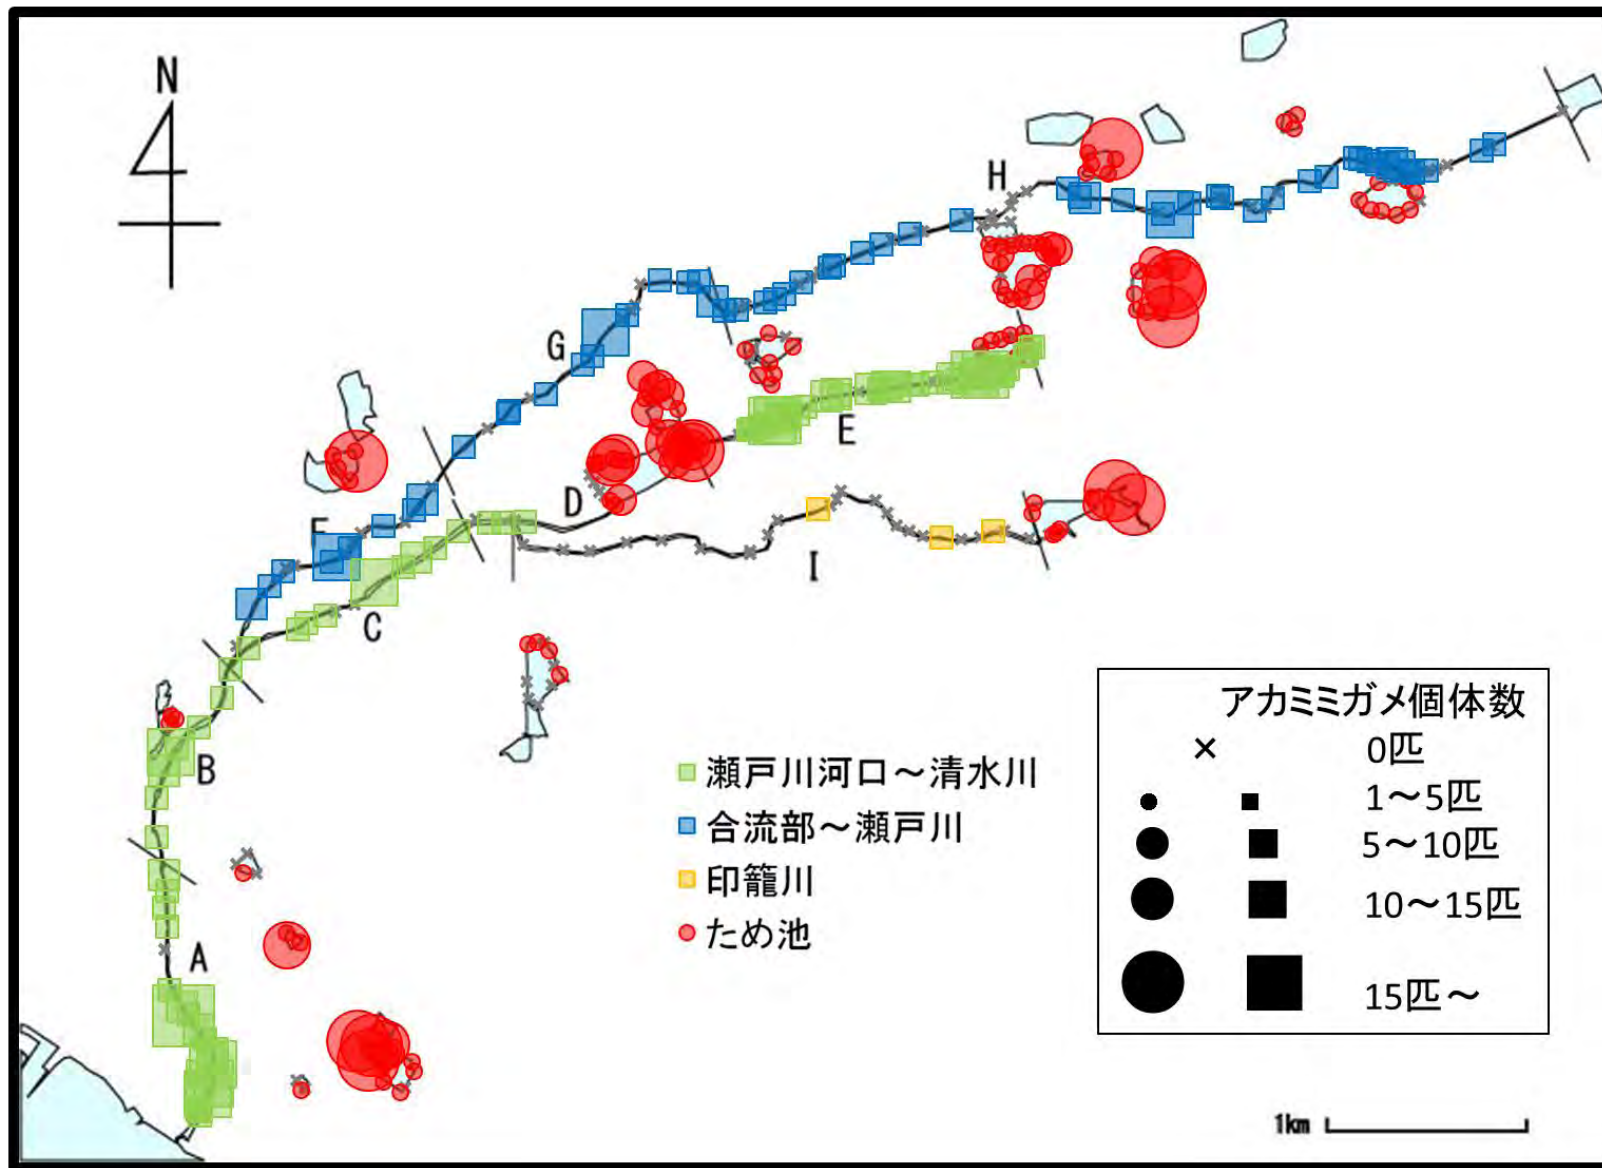 N
H
G
E
D
F
I
C
B
A
瀬戸川河口～清水川
合流部～瀬戸川
印籠川
ため池
アカミミガメ個体数
× 0匹
1～5匹
5～10匹
10～15匹
15匹～
1km